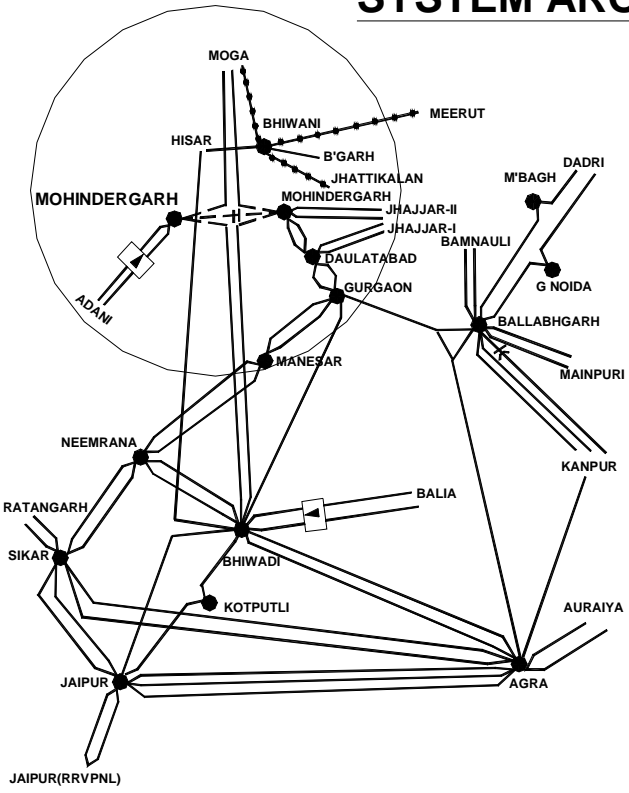 SYSTEM ARC
MOGA
MEERUT
BHIWANI
HISAR
B'GARH
DADRI
M'BAGH
JHATTIKALAN
MOHINDERGARH
MOHINDERGARH
JHAJJAR-II
JHAJJAR-I
BAMNAULI
DAULATABAD
G NOIDA
GURGAON
ADANI
BALLABHGARH
MANESAR
MAINPURI
NEEMRANA
KANPUR
BALIA
RATANGARH
SIKAR
BHIWADI
KOTPUTLI
AURAIYA
JAIPUR
AGRA
JAIPUR(RRVPNL)